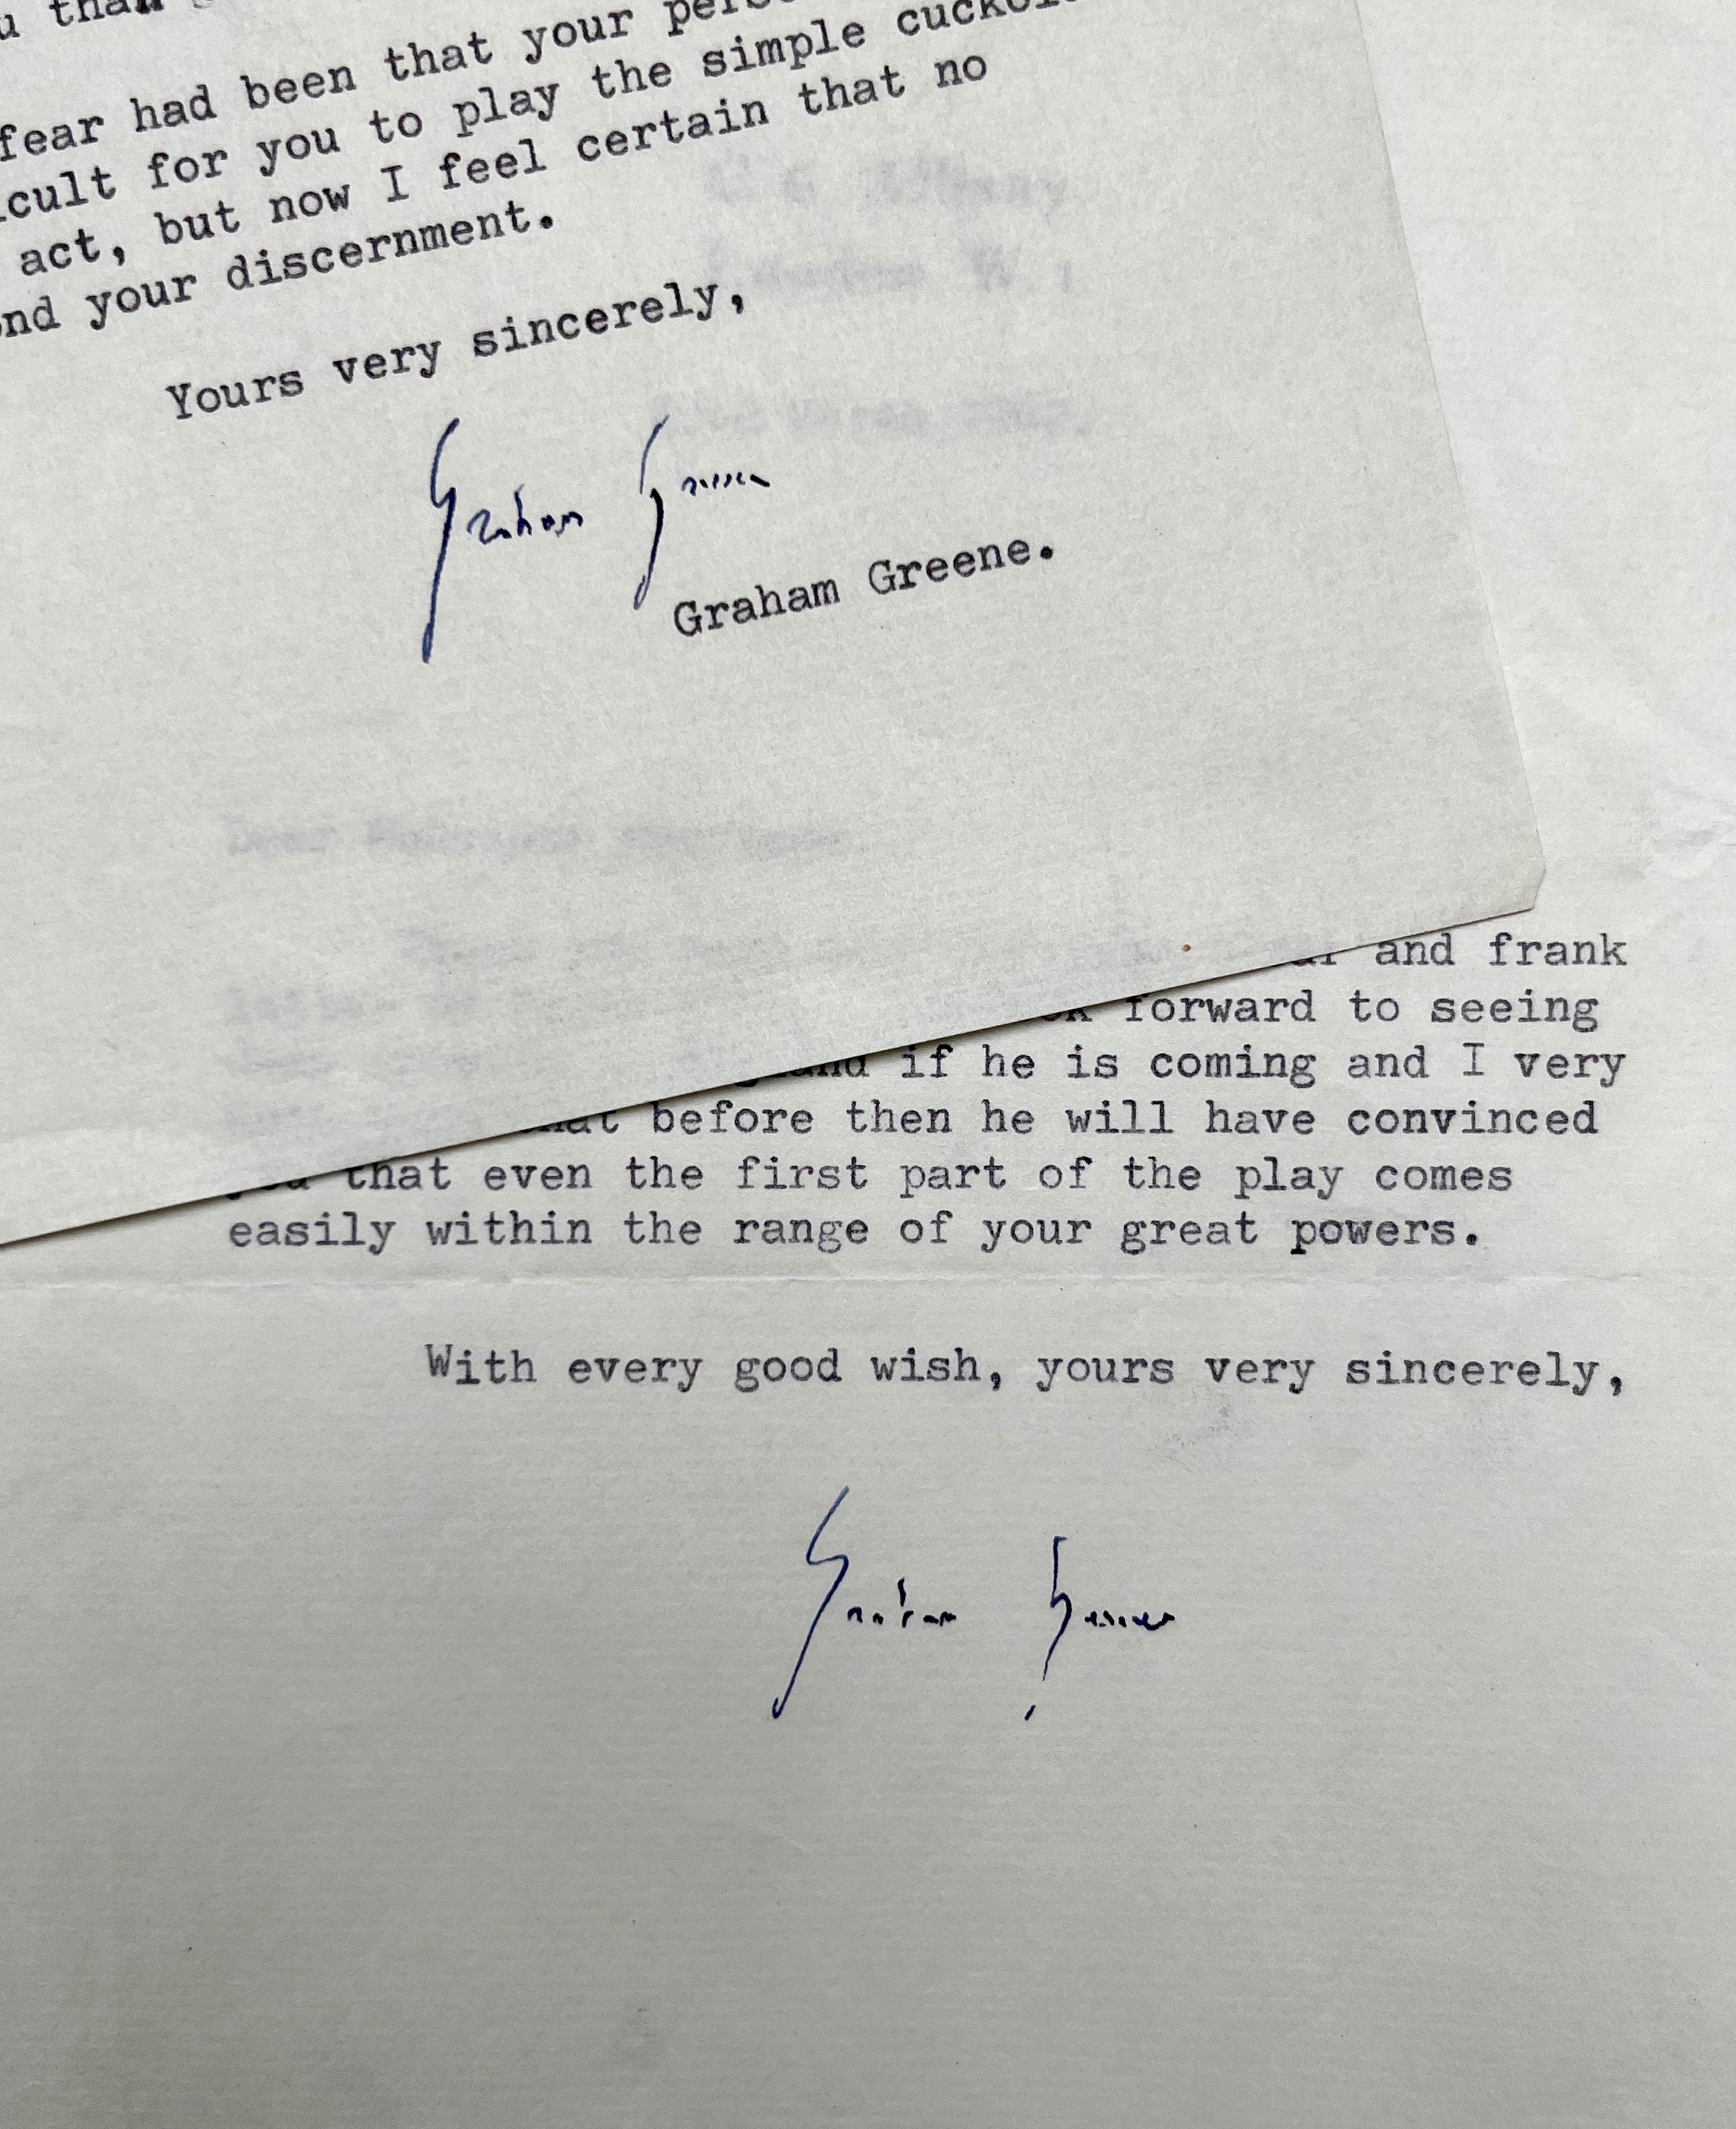 fear had been that your
for you to play the simple
act, but now I feel certain that no
your discernment.
Yours very sincerely,
Graham Greene
Graham Greene.
and frank
forward to seeing
if he is coming and I very
before then he will have convinced
that even the first part of the play comes
easily within the range of your great powers.
With every good wish, yours very sincerely,
Graham Greene